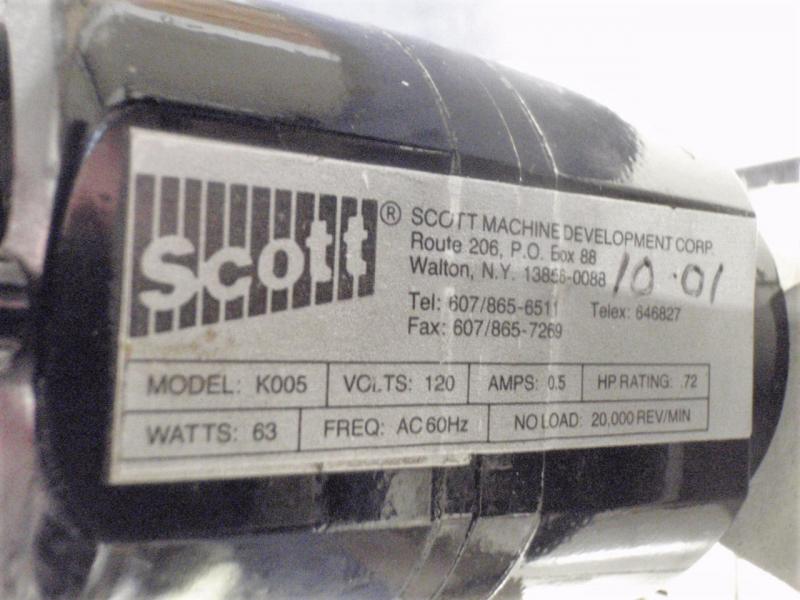 Scott®
SCOTT MACHINE DEVELOPMENT CORP.
Route 206, P.O. Box 88
Walton, N.Y. 13856-0088
10·01
Tel: 607/865-6511 Telex: 646827
Fax: 607/865-7269
MODEL: K005 VOLTS: 120 AMPS: 0.5 HP RATING: .72
WATTS: 63 FREQ: AC 60Hz NO LOAD: 20,000 REV/MIN